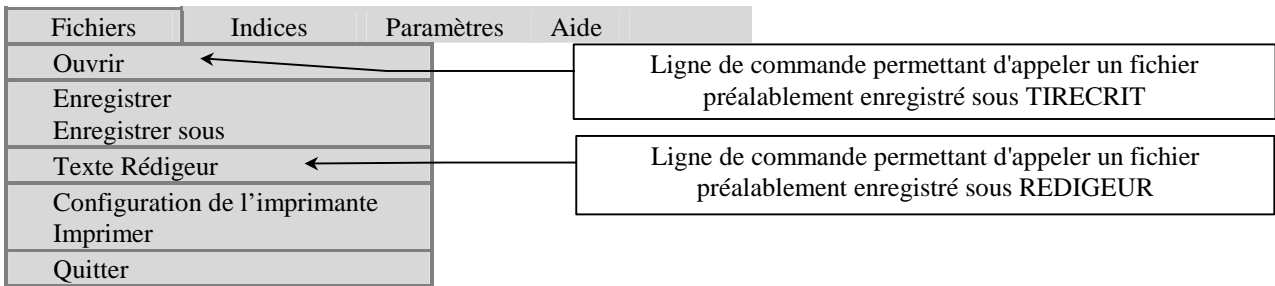 Fichiers Indices Paramètres Aide
Ouvrir
Enregistrer
Enregistrer sous
Texte Rédigeur
Configuration de l’imprimante
Imprimer
Quitter
Ligne de commande permettant d'appeler un fichier
préalablement enregistré sous TIRECRIT
Ligne de commande permettant d'appeler un fichier
préalablement enregistré sous REDIGEUR